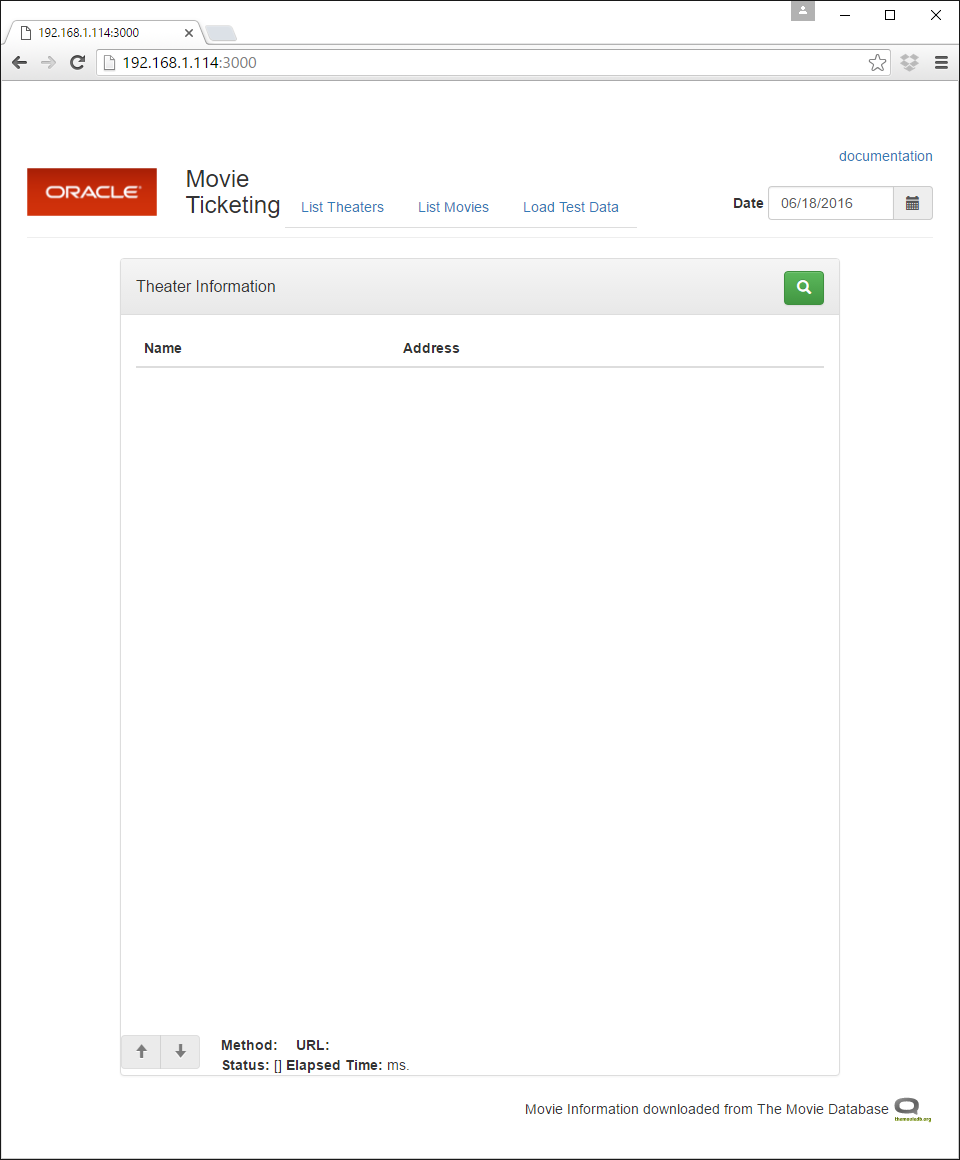 192.168.1.114:3000
192.168.1.114:3000
documentation
ORACLE
Movie
Ticketing
List Theaters
List Movies
Load Test Data
Date
06/18/2016
Theater Information
Name
Address
Method: URL:
Status: [] Elapsed Time: ms.
Movie Information downloaded from The Movie Database
themoviedb.org